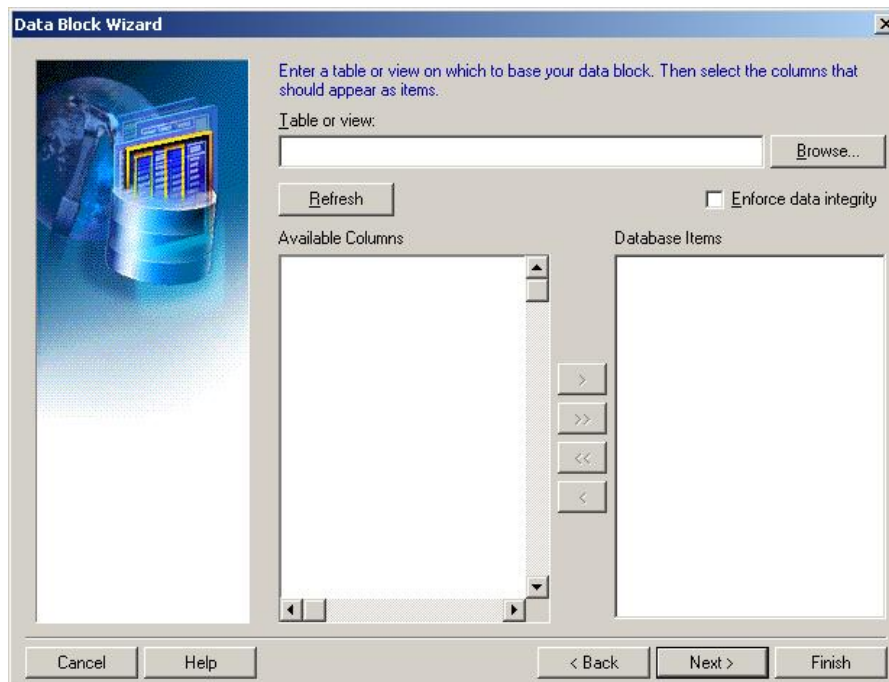 Data Block Wizard
Enter a table or view on which to base your data block. Then select the columns that
should appear as items.
Table or view:
Browse...
Refresh
Enforce data integrity
Available Columns
Database Items
>
>>
<<
<
Cancel
Help
< Back
Next >
Finish